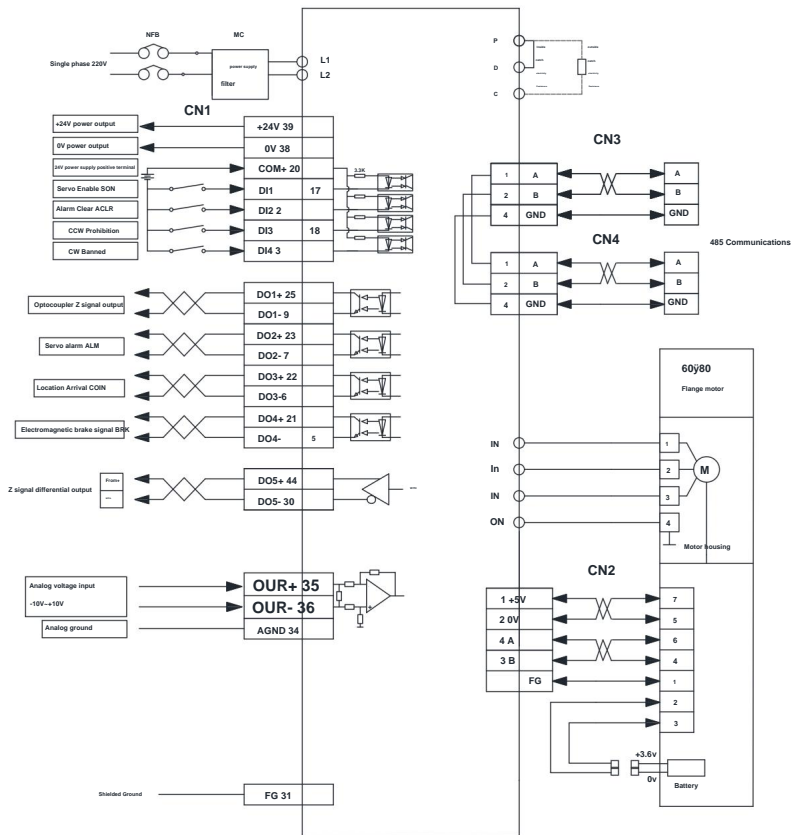 NFB
MC
Single phase 220V
power supply
filter
L1
L2
P
D
C
CN1
+24V power output
+24V 39
0V power output
0V 38
24V power supply positive terminal
COM+ 20
3.3K
Servo Enable SON
DI1 17
Alarm Clear ACLR
DI2 2
CCW Prohibition
DI3 18
CW Banned
DI4 3
CN3
1 A
A
2 B
B
4 GND
GND
CN4
485 Communications
1 A
A
2 B
B
4 GND
GND
Optocoupler Z signal output
DO1+ 25
DO1- 9
Servo alarm ALM
DO2+ 23
DO2- 7
Location Arrival COIN
DO3+ 22
DO3-6
Electromagnetic brake signal BRK
DO4+ 21
DO4- 5
60ÿ80
Flange motor
IN
1
In
2
M
IN
3
ON
4
Motor housing
Z signal differential output
DO5+ 44
DO5- 30
Analog voltage input
-10V~+10V
OUR+ 35
OUR- 36
Analog ground
AGND 34
CN2
1 +5V
7
2 0V
5
4 A
6
3 B
4
FG
1
2
3
+3.6v
0v
Battery
Shielded Ground
FG 31